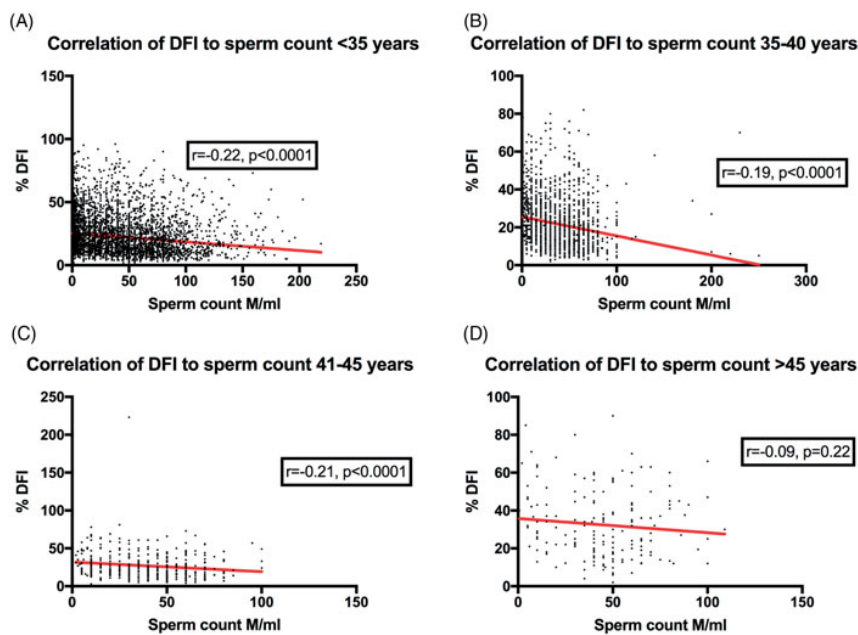 (A)
Correlation of DFI to sperm count <35 years
150
100
50
0
% DFI
r=-0.22, p<0.0001
0 50 100 150 200 250
Sperm count M/ml
(B)
Correlation of DFI to sperm count 35-40 years
100
80
60
40
20
0
% DFI
r=-0.19, p<0.0001
0 100 200 300
Sperm count M/ml
(C)
Correlation of DFI to sperm count 41-45 years
250
200
150
100
50
0
% DFI
r=-0.21, p<0.0001
0 50 100 150
Sperm count M/ml
(D)
Correlation of DFI to sperm count >45 years
100
80
60
40
20
0
% DFI
r=-0.09, p=0.22
0 50 100 150
Sperm count M/ml